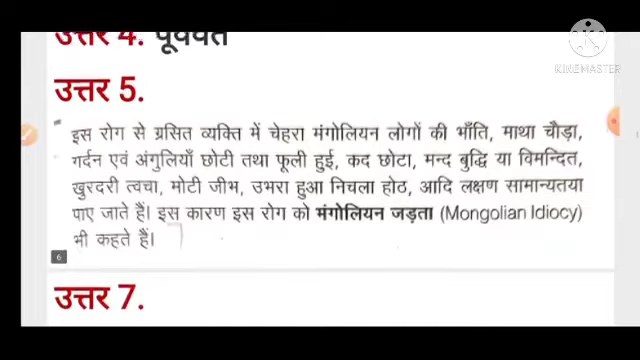 उत्तर 4. पूर्ववत
KINEMASTER
उत्तर 5.
इस रोग से ग्रसित व्यक्ति में चेहरा मंगोलियन लोगों की भाँति, माथा चौड़ा,
गर्दन एवं अंगुलियाँ छोटी तथा फूली हुई, कद छोटा, मन्द बुद्धि या विमन्दित,
खुरदरी त्वचा, मोटी जीभ, उभरा हुआ निचला होठ, आदि लक्षण सामान्यतया
पाए जाते हैं। इस कारण इस रोग को मंगोलियन जड़ता (Mongolian Idiocy)
भी कहते हैं।
6
उत्तर 7.